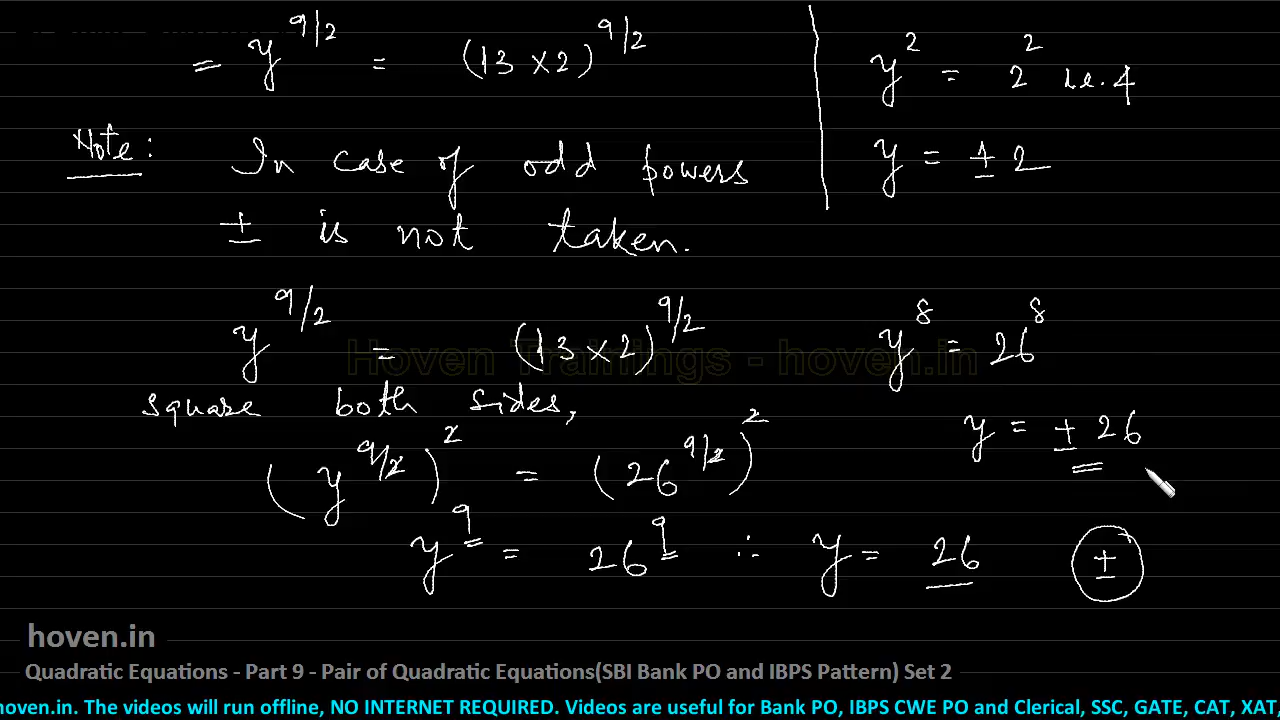 = y^9/2 = (13 × 2)^9/2
Note: In case of odd powers
± is not taken.
y^2 = 2^2 i.e. 4
y = ± 2
y^9/2 = (13 × 2)^9/2
square both sides,
(y^9/2)^2 = (26^9/2)^2
y^9 = 26^9 ∴ y = 26 ±
y^8 = 26^8
y = ± 26
Hoven Trainings - hoven.in
hoven.in
Quadratic Equations - Part 9 - Pair of Quadratic Equations(SBI Bank PO and IBPS Pattern) Set 2
hoven.in. The videos will run offline, NO INTERNET REQUIRED. Videos are useful for Bank PO, IBPS CWE PO and Clerical, SSC, GATE, CAT, XAT,